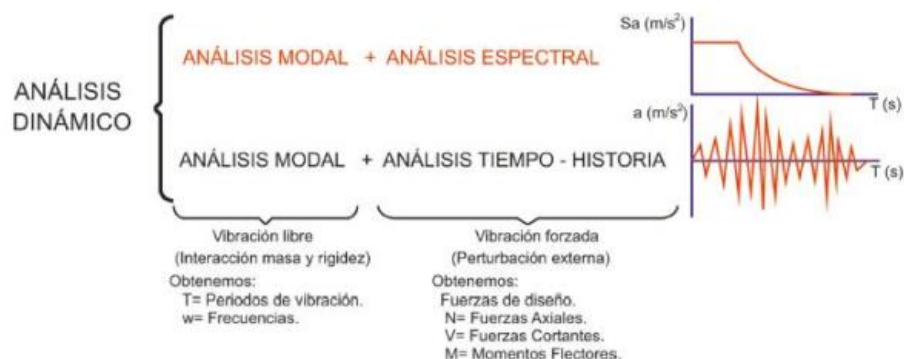 ANÁLISIS
DINÁMICO
ANÁLISIS MODAL + ANÁLISIS ESPECTRAL
Sa (m/s²)
T (s)
ANÁLISIS MODAL + ANÁLISIS TIEMPO - HISTORIA
a (m/s²)
T (s)
Vibración libre
(Interacción masa y rigidez)
Obtenemos:
T= Periodos de vibración.
w= Frecuencias.
Vibración forzada
(Perturbación externa)
Obtenemos:
Fuerzas de diseño.
N= Fuerzas Axiales.
V= Fuerzas Cortantes.
M= Momentos Flectores.